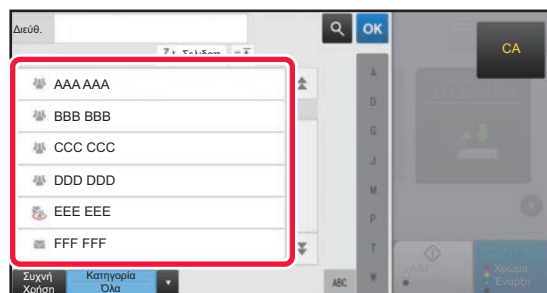 Διεύθ.
OK
CA
AAA AAA
BBB BBB
CCC CCC
DDD DDD
EEE EEE
FFF FFF
A
D
G
J
M
P
T
W
Συχνή
Χρήση
Κατηγορία
Όλα
ABC
Χρώμα
Έναρξη